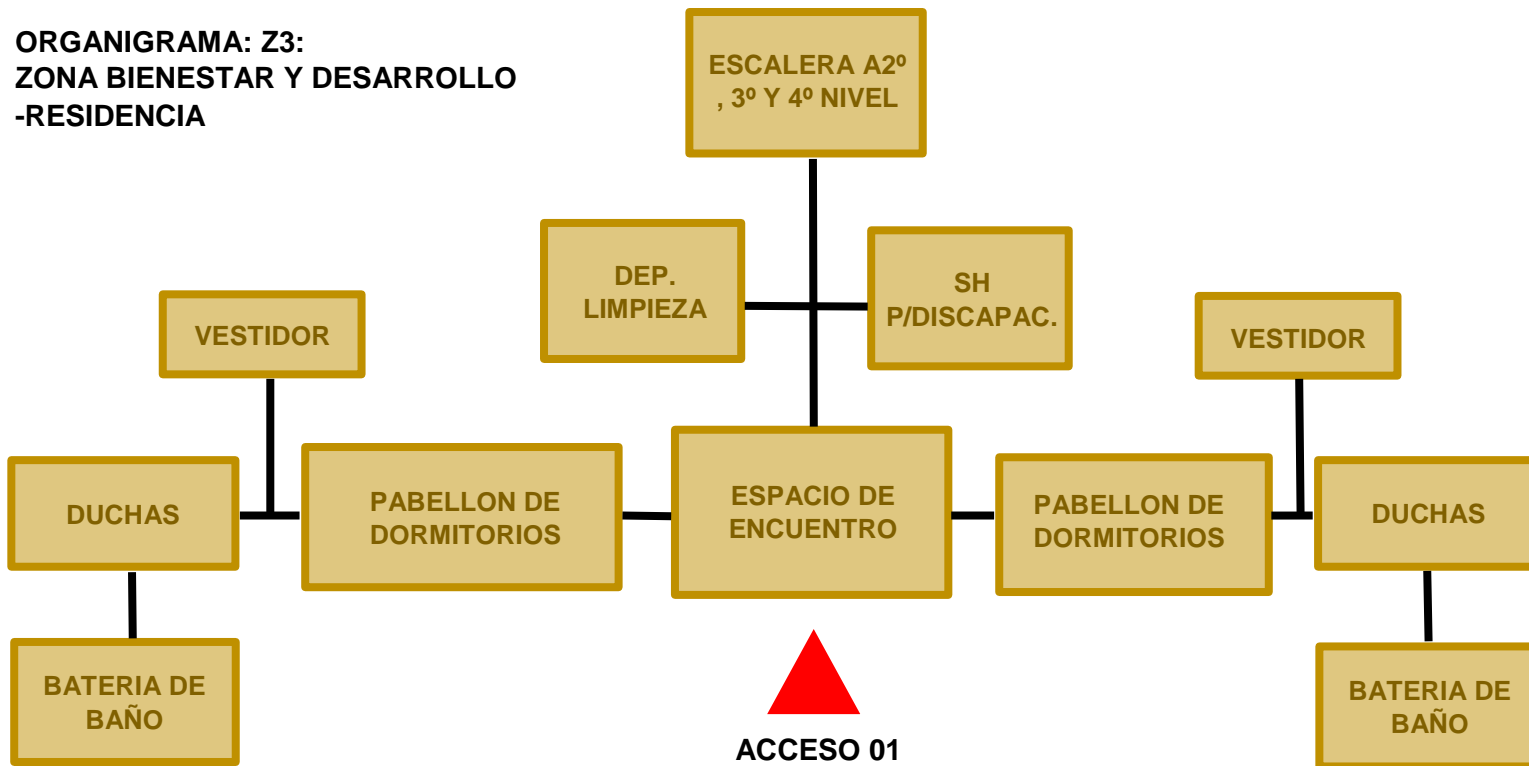 ORGANIGRAMA: Z3:
ZONA BIENESTAR Y DESARROLLO
-RESIDENCIA
ESCALERA A2º
, 3º Y 4º NIVEL
DEP.
LIMPIEZA
SH
P/DISCAPAC.
VESTIDOR
VESTIDOR
DUCHAS
PABELLON DE
DORMITORIOS
ESPACIO DE
ENCUENTRO
PABELLON DE
DORMITORIOS
DUCHAS
BATERIA DE
BAÑO
BATERIA DE
BAÑO
ACCESO 01